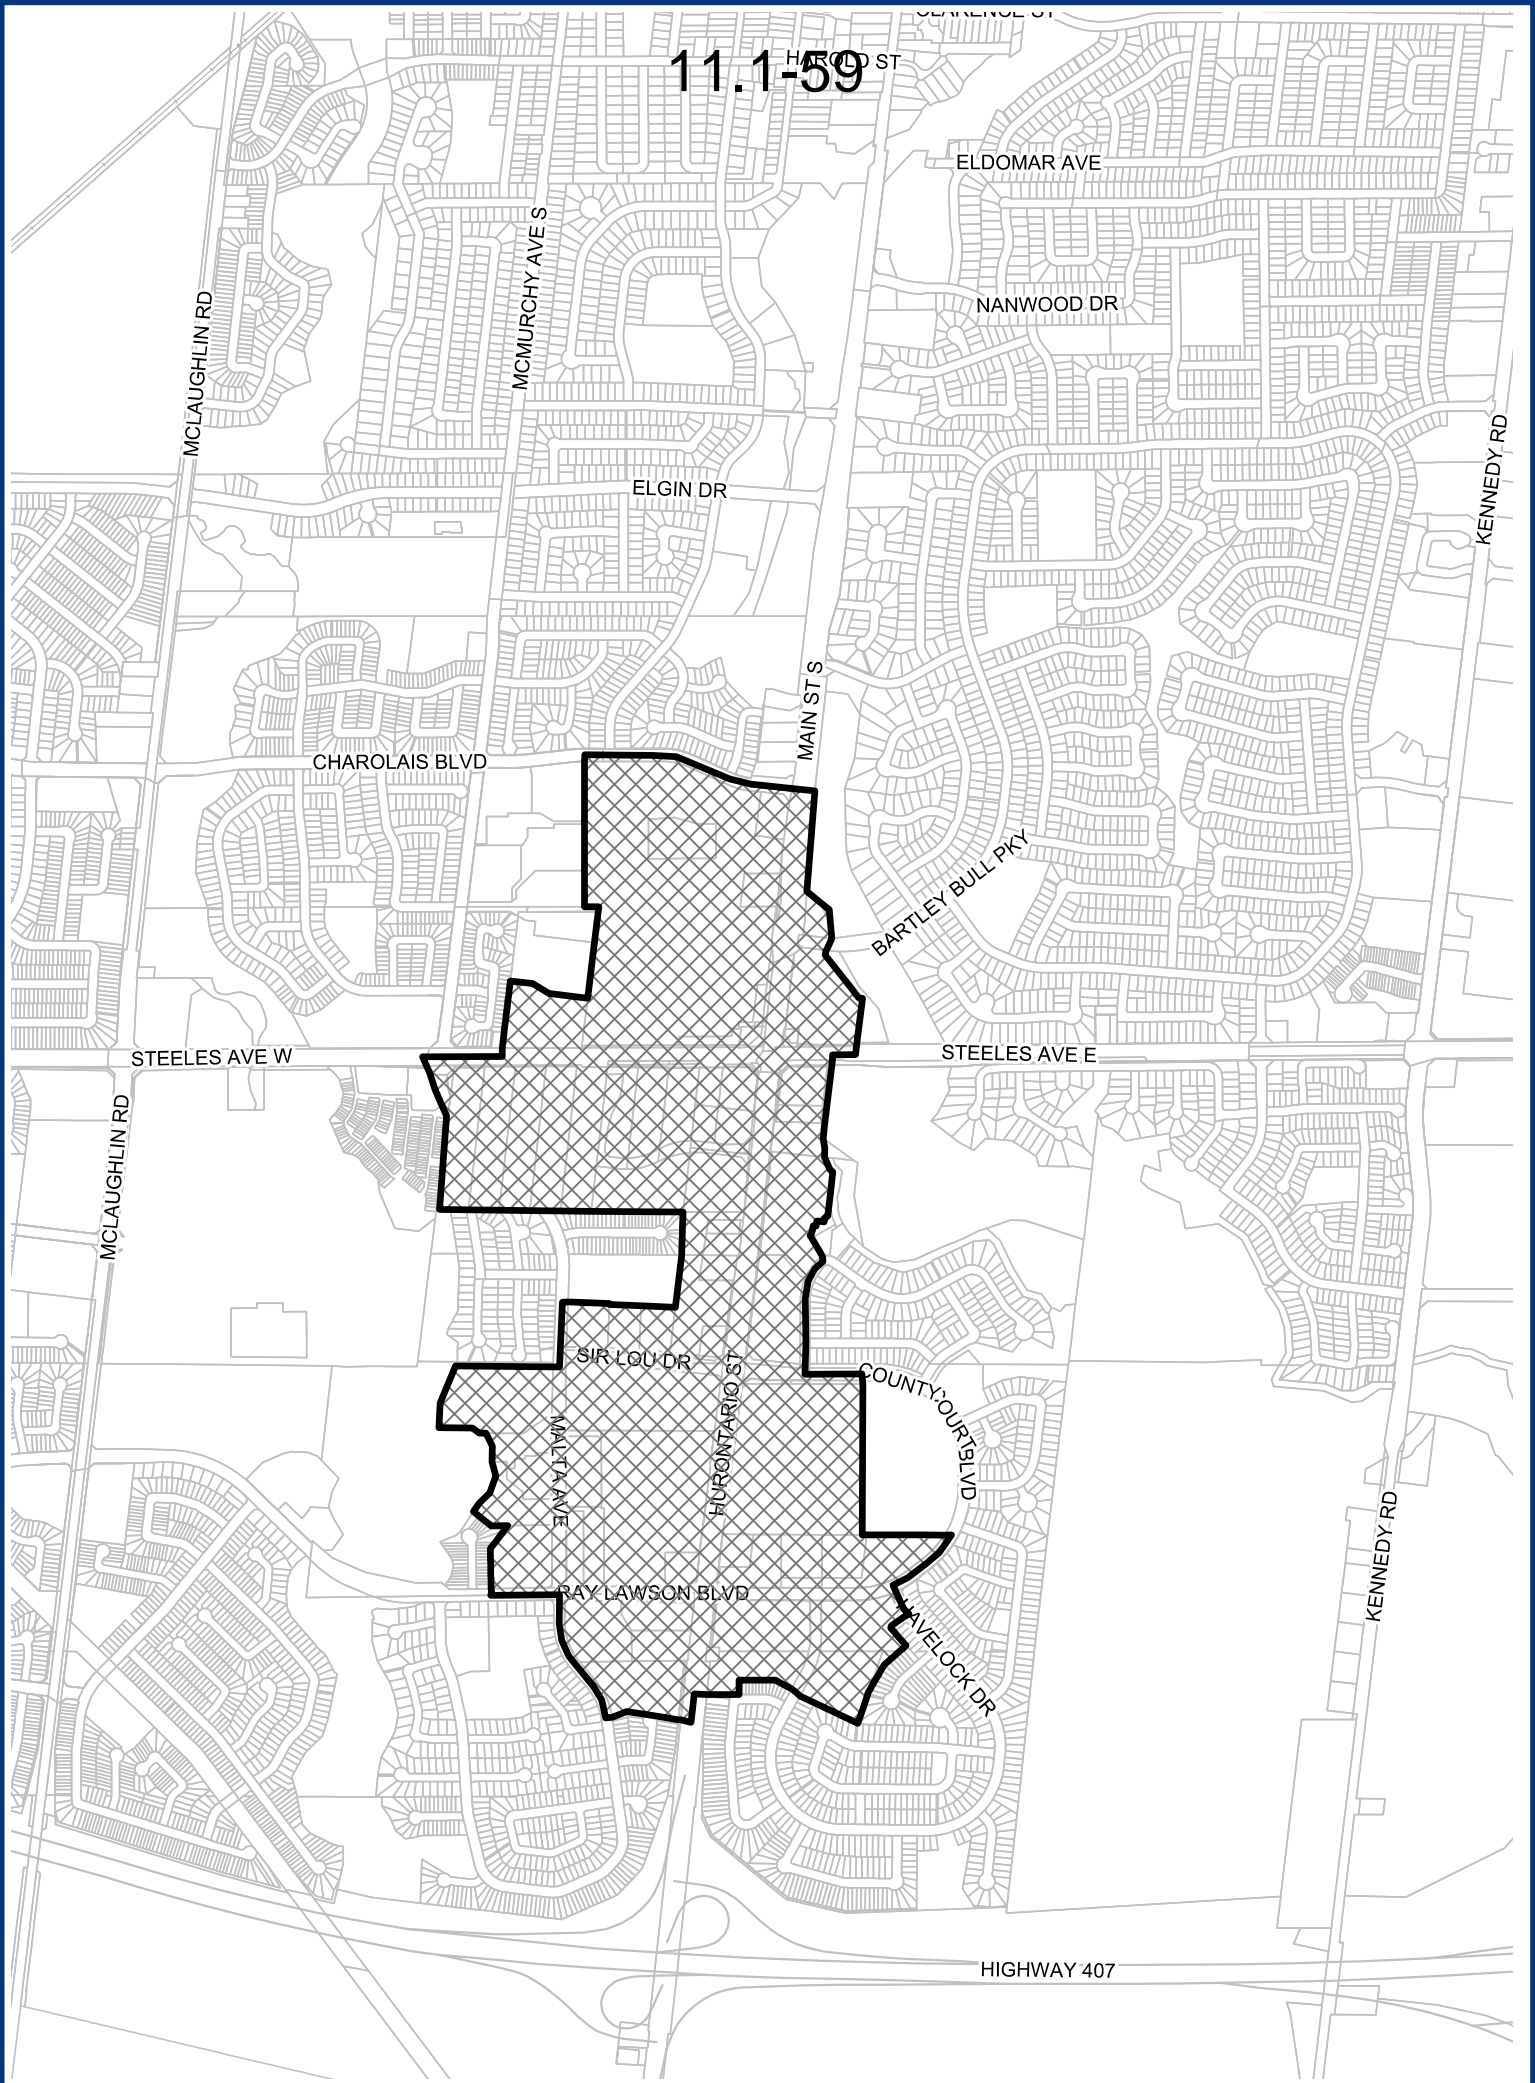 CLARENCE ST
HAROLD ST
11.1-59
ELDOMAR AVE
MCMURCHY AVE S
NANWOOD DR
MCLAUGHLIN RD
KENNEDY RD
ELGIN DR
MAIN ST S
CHAROLAIS BLVD
BARTLEY BULL PKY
STEELES AVE W
STEELES AVE E
MCLAUGHLIN RD
SIR LOU DR
COUNTY COURT BLVD
HURONTARIO ST
MALTA AVE
KENNEDY RD
RAY LAWSON BLVD
HAVELOCK DR
HIGHWAY 407